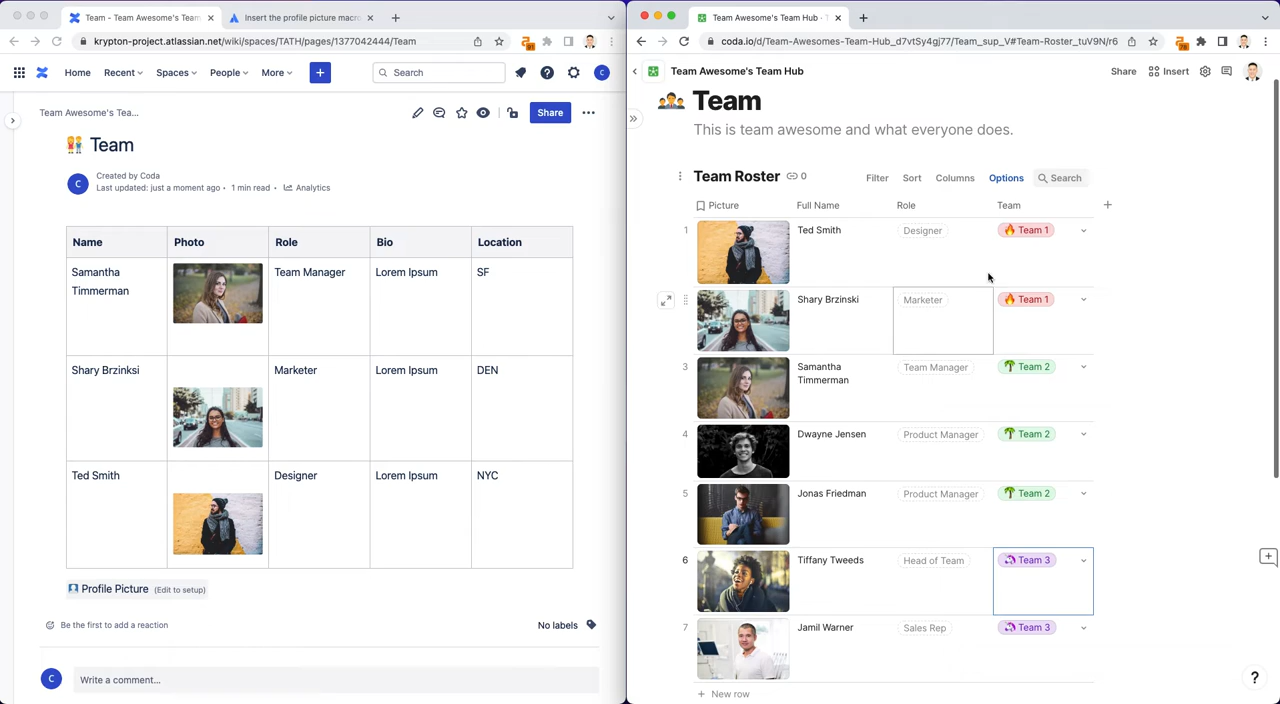 Team - Team Awesome's Team
Insert the profile picture macro
krypton-project.atlassian.net/wiki/spaces/TATH/pages/1377042444/Team
Home
Recent
Spaces
People
More
Search
C
Team Awesome's Tea...
Share
Team
C
Created by Coda
Last updated: just a moment ago
1 min read
Analytics
Name
Photo
Role
Bio
Location
Samantha
Timmerman
Team Manager
Lorem Ipsum
SF
Shary Brzinksi
Marketer
Lorem Ipsum
DEN
Ted Smith
Designer
Lorem Ipsum
NYC
Profile Picture (Edit to setup)
Be the first to add a reaction
No labels
C
Write a comment...
Team Awesome's Team Hub
coda.io/d/Team-Awesomes-Team-Hub_d7vtSy4gj77/Team_sup_V#Team-Roster_tuV9N/r6
Team Awesome's Team Hub
Share
Insert
Team
This is team awesome and what everyone does.
Team Roster
0
Filter
Sort
Columns
Options
Search
Picture
Full Name
Role
Team
1
Ted Smith
Designer
Team 1
Shary Brzinski
Marketer
Team 1
3
Samantha
Timmerman
Team Manager
Team 2
4
Dwayne Jensen
Product Manager
Team 2
5
Jonas Friedman
Product Manager
Team 2
6
Tiffany Tweeds
Head of Team
Team 3
7
Jamil Warner
Sales Rep
Team 3
New row
?